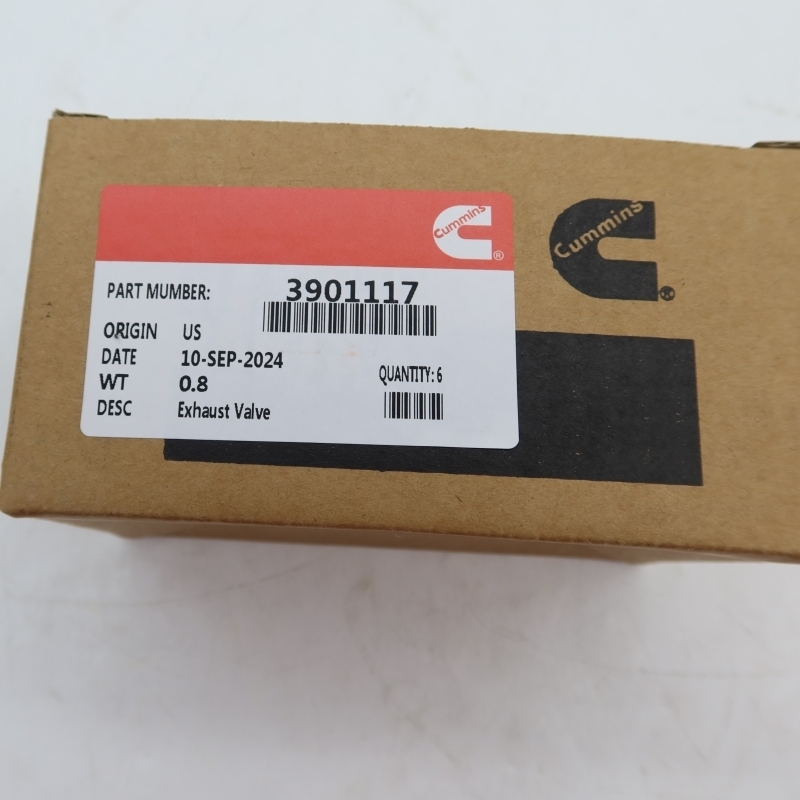 Cummins
®
Cummins
PART MUMBER: 3901117
ORIGIN US
DATE 10-SEP-2024
WT 0.8
QUANTITY: 6
DESC Exhaust Valve